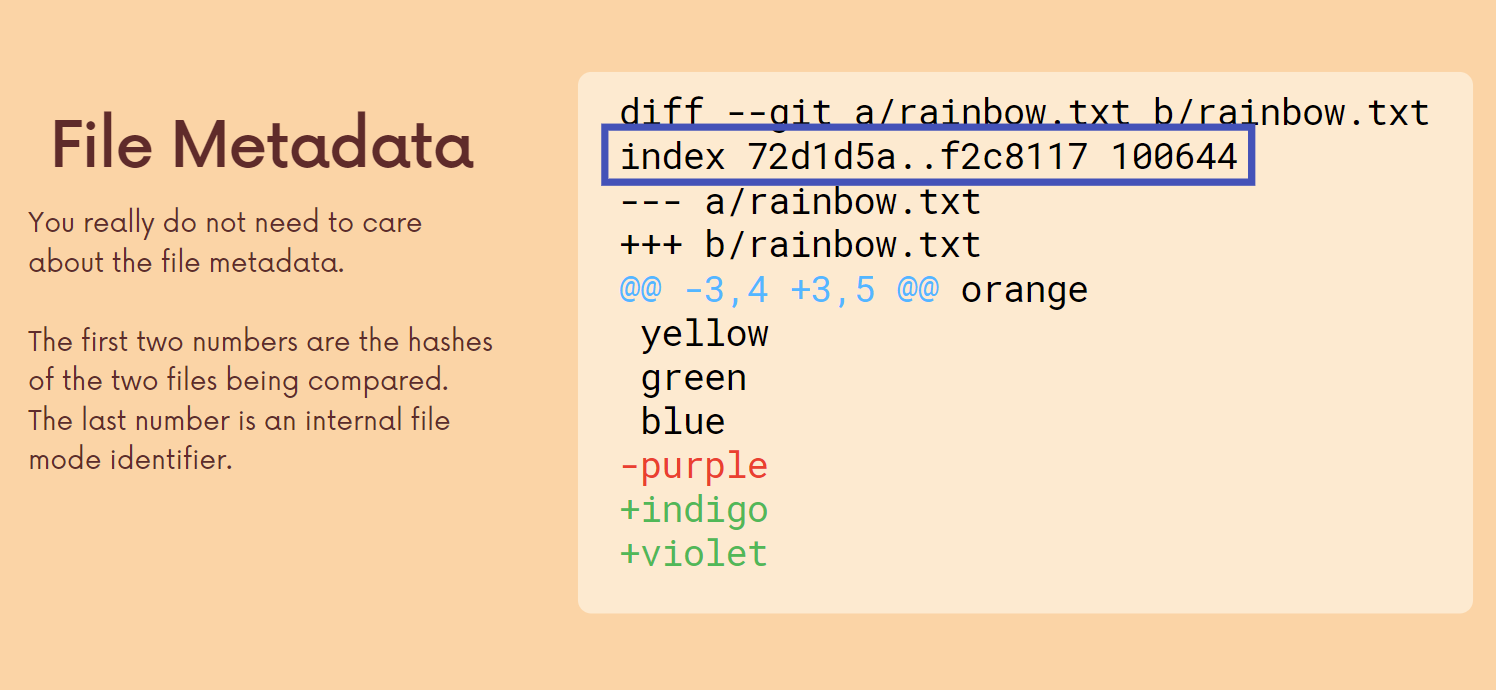 File Metadata
You really do not need to care
about the file metadata.
The first two numbers are the hashes
of the two files being compared.
The last number is an internal file
mode identifier.
diff --git a/rainbow.txt b/rainbow.txt
index 72d1d5a..f2c8117 100644
--- a/rainbow.txt
+++ b/rainbow.txt
@@ -3,4 +3,5 @@ orange
 yellow
 green
 blue
-purple
+indigo
+violet